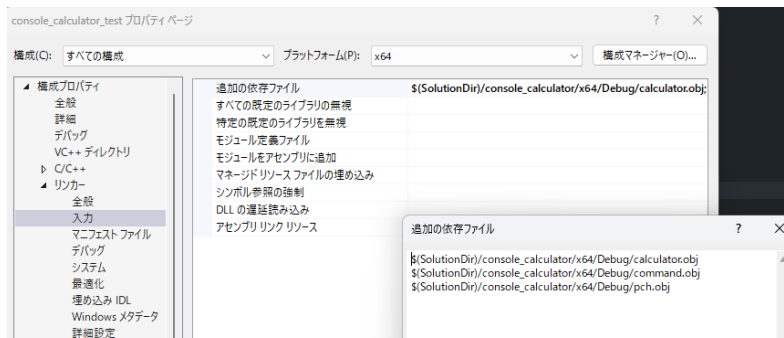 console_calculator_test プロパティ ページ
? ×
構成(C): すべての構成 プラットフォーム(P): x64 構成マネージャー(O)...
構成プロパティ
全般
詳細
デバッグ
VC++ ディレクトリ
C/C++
リンカー
全般
入力
マニフェスト ファイル
デバッグ
システム
最適化
埋め込み IDL
Windows メタデータ
詳細設定
追加の依存ファイル $(SolutionDir)/console_calculator/x64/Debug/calculator.obj;
すべての既定のライブラリの無視
特定の既定のライブラリを無視
モジュール定義ファイル
モジュールをアセンブリに追加
マネージド リソース ファイルの埋め込み
シンボル参照の強制
DLL の遅延読み込み
アセンブリ リンク リソース
追加の依存ファイル
? ×
$(SolutionDir)/console_calculator/x64/Debug/calculator.obj
$(SolutionDir)/console_calculator/x64/Debug/command.obj
$(SolutionDir)/console_calculator/x64/Debug/pch.obj